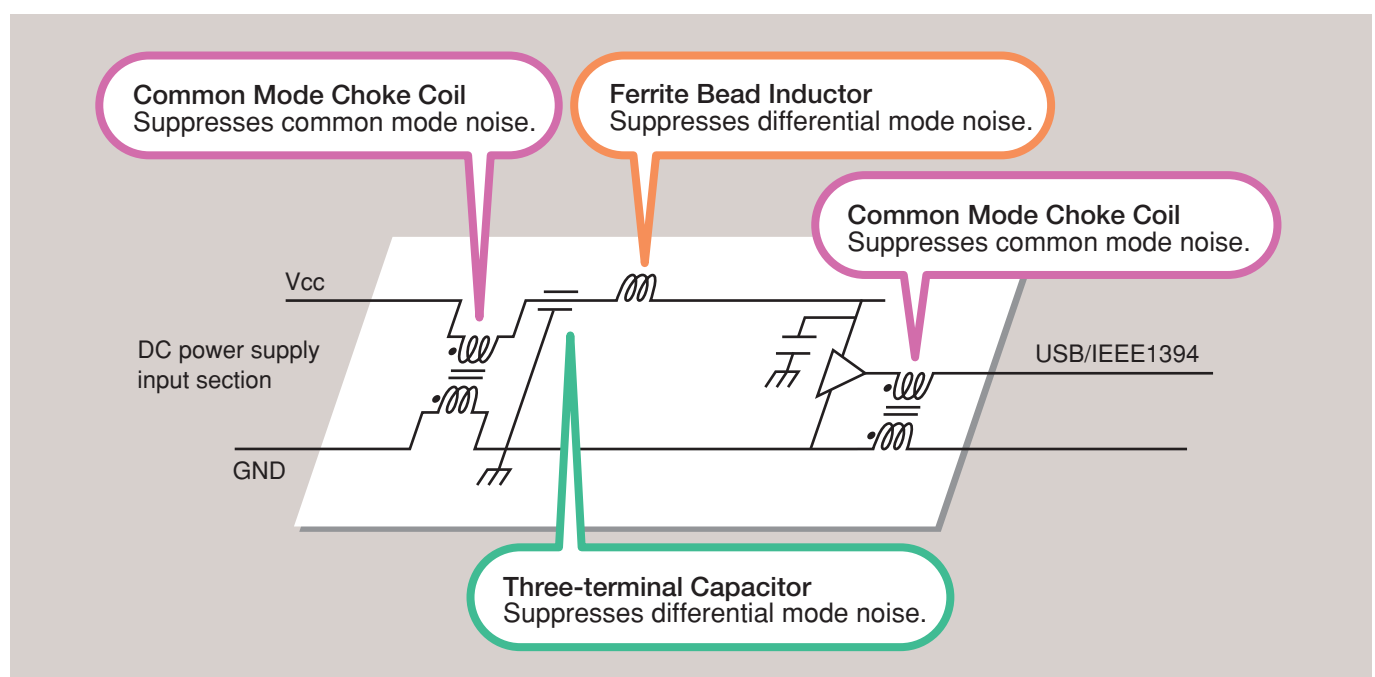 Common Mode Choke Coil
Suppresses common mode noise.
Ferrite Bead Inductor
Suppresses differential mode noise.
Common Mode Choke Coil
Suppresses common mode noise.
Vcc
DC power supply
input section
USB/IEEE1394
GND
Three-terminal Capacitor
Suppresses differential mode noise.